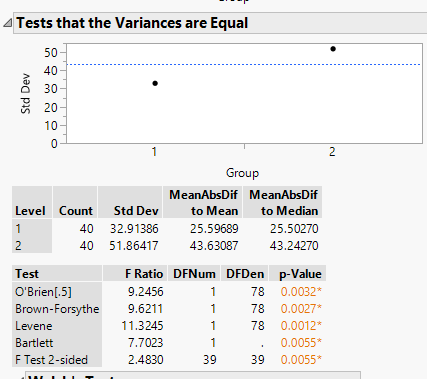 Tests that the Variances are Equal
50
40
30
20
10
0
Std Dev
1 2
Group
MeanAbsDif MeanAbsDif
Level Count Std Dev to Mean to Median
1 40 32.91386 25.59689 25.50270
2 40 51.86417 43.63087 43.24270
Test F Ratio DFNum DFDen p-Value
O'Brien[.5] 9.2456 1 78 0.0032*
Brown-Forsythe 9.6211 1 78 0.0027*
Levene 11.3245 1 78 0.0012*
Bartlett 7.7023 1 . 0.0055*
F Test 2-sided 2.4830 39 39 0.0055*